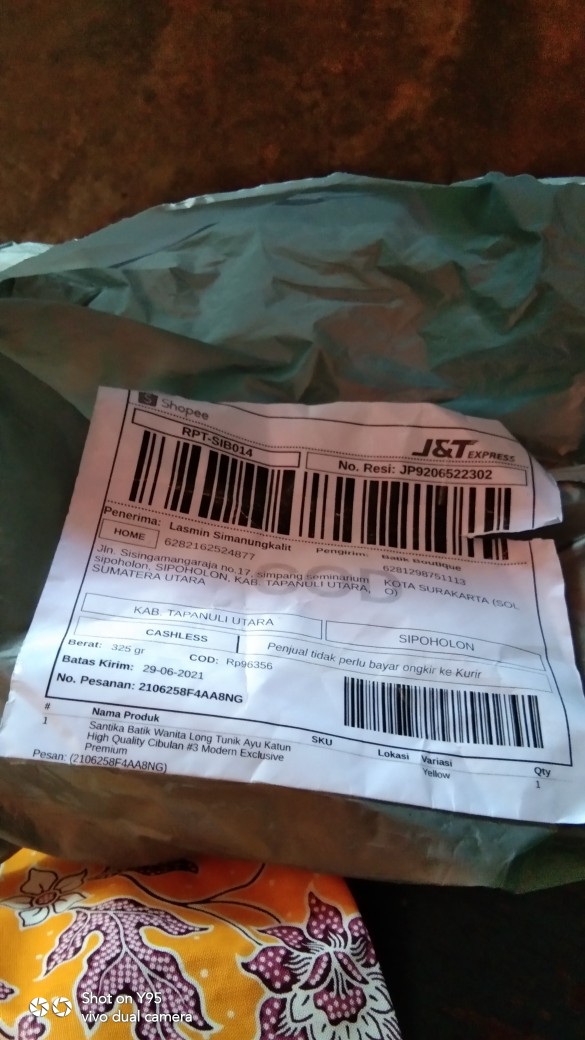 Shopee
J&T EXPRESS
RPT-SIB014
No. Resi: JP9206522302
Penerima: Lasmin Simanungkalit
Pengirim: Batik Boutique
HOME
6282162524877
6281298751113
Jln. Sisingamangaraja no.17, simpang seminarium
sipoholon, SIPOHOLON, KAB. TAPANULI UTARA,
SUMATERA UTARA
KOTA SURAKARTA (SOL
O)
COD
KAB. TAPANULI UTARA
SIPOHOLON
CASHLESS
Penjual tidak perlu bayar ongkir ke Kurir
Berat: 325 gr
COD: Rp96356
Batas Kirim: 29-06-2021
No. Pesanan: 2106258F4AA8NG
# Nama Produk SKU Lokasi Variasi Qty
1 Santika Batik Wanita Long Tunik Ayu Katun Yellow 1
High Quality Cibulan #3 Modern Exclusive
Premium
Pesan: (2106258F4AA8NG)
Shot on Y95
vivo dual camera